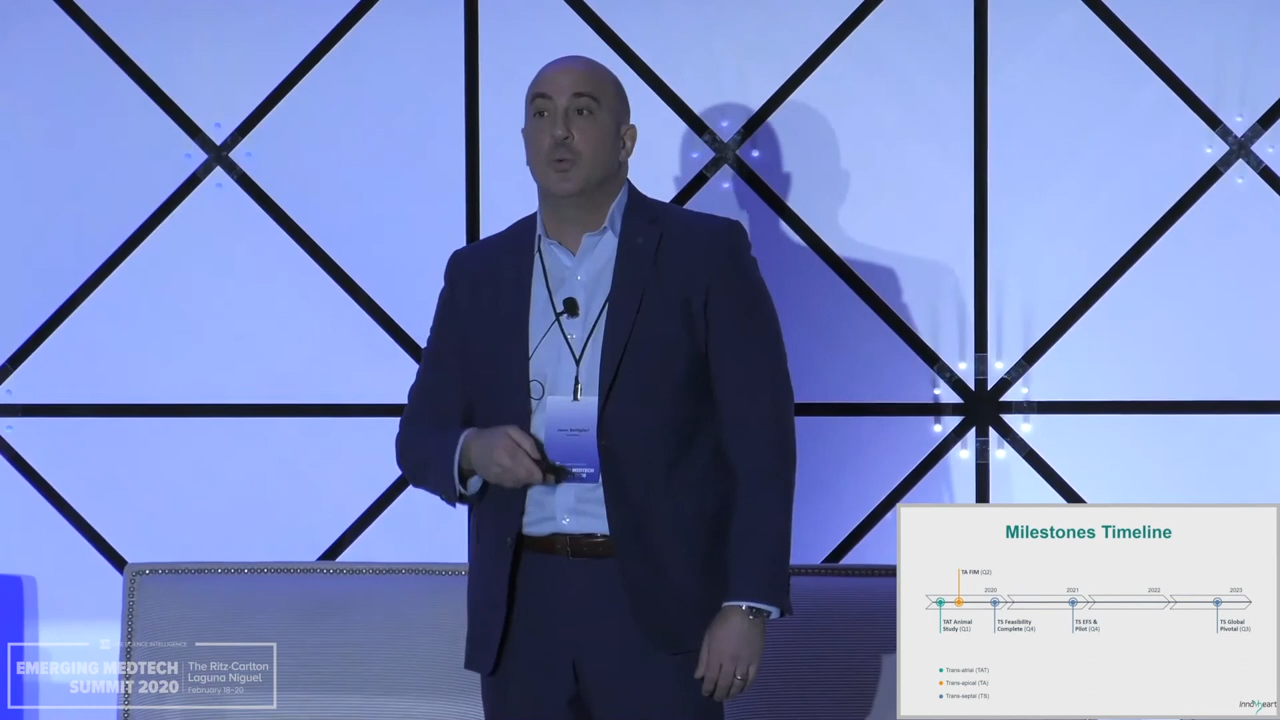 Milestones Timeline
TA FIM (Q2)
2020
2021
2022
2023
TAT Animal
Study (Q1)
TS Feasibility
Complete (Q4)
TS EFS &
Pilot (Q4)
TS Global
Pivotal (Q3)
Trans-atrial (TAT)
Trans-apical (TA)
Trans-septal (TS)
EMERGING MEDTECH
SUMMIT 2020
The Ritz-Carlton
Laguna Niguel
February 18-20
MEDTECH